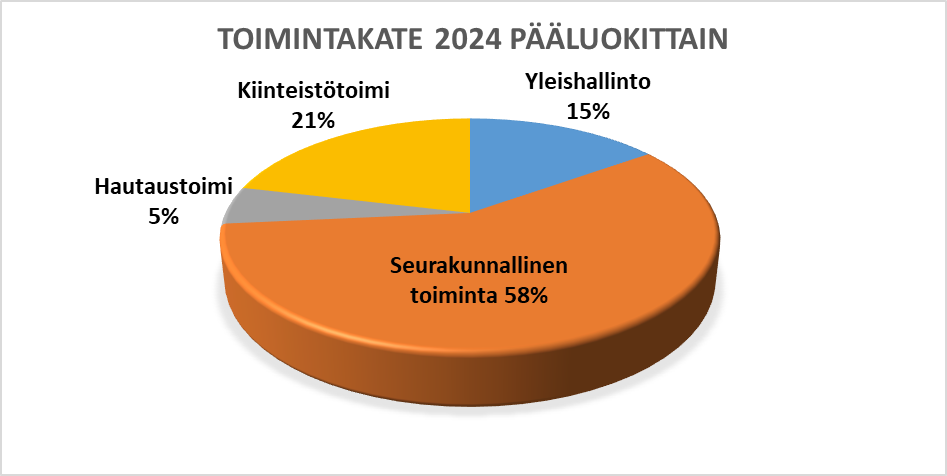 TOIMINTAKATE 2024 PÄÄLUOKITTAIN
Yleishallinto
15%
Kiinteistötoimi
21%
Hautaustoimi
5%
Seurakunnallinen
toiminta 58%